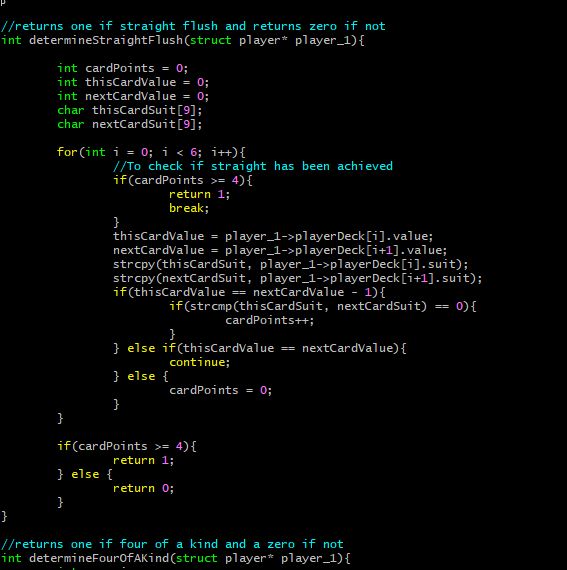 p
//returns one if straight flush and returns zero if not
int determineStraightFlush(struct player* player_1){
int cardPoints = 0;
int thisCardValue = 0;
int nextCardValue = 0;
char thisCardSuit[9];
char nextCardSuit[9];
for(int i = 0; i < 6; i++){
//To check if straight has been achieved
if(cardPoints >= 4){
return 1;
break;
}
thisCardValue = player_1->playerDeck[i].value;
nextCardValue = player_1->playerDeck[i+1].value;
strcpy(thisCardSuit, player_1->playerDeck[i].suit);
strcpy(nextCardSuit, player_1->playerDeck[i+1].suit);
if(thisCardValue == nextCardValue - 1){
if(strcmp(thisCardSuit, nextCardSuit) == 0){
cardPoints++;
}
} else if(thisCardValue == nextCardValue){
continue;
} else {
cardPoints = 0;
}
}
if(cardPoints >= 4){
return 1;
} else {
return 0;
}
}
//returns one if four of a kind and a zero if not
int determineFourOfAKind(struct player* player_1){